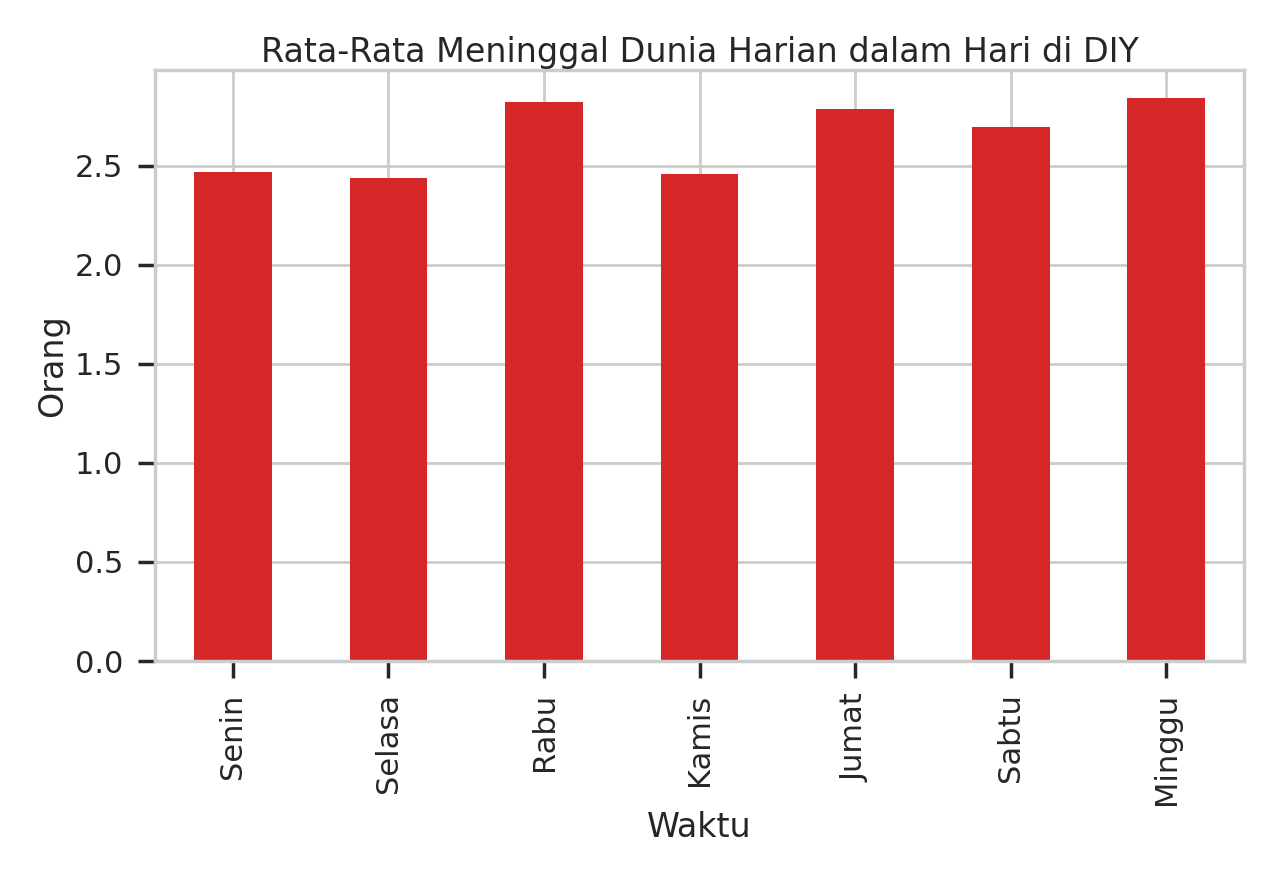 Rata-Rata Meninggal Dunia Harian dalam Hari di DIY
Orang
2.5
2.0
1.5
1.0
0.5
0.0
Senin
Selasa
Rabu
Kamis
Jumat
Sabtu
Minggu
Waktu